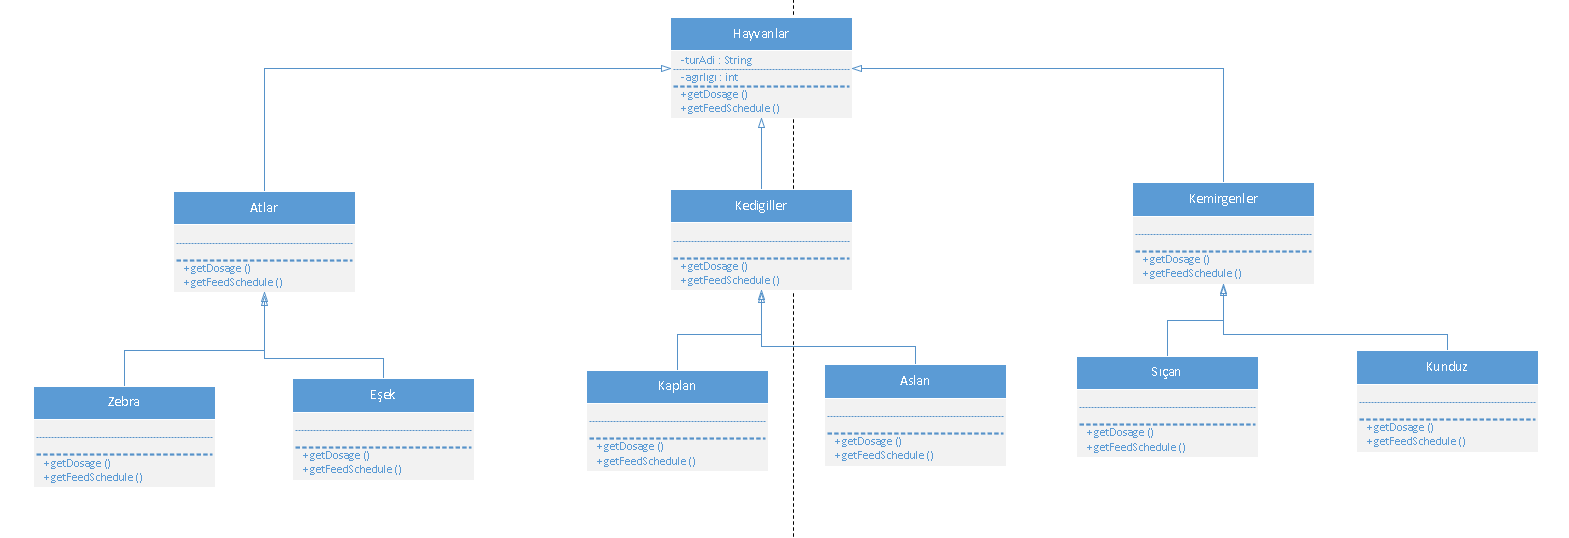 Hayvanlar
-turAdi : String
-agırlıgı : int
+getDosage ()
+getFeedSchedule ()
Atlar
+getDosage ()
+getFeedSchedule ()
Kedigiller
+getDosage ()
+getFeedSchedule ()
Kemirgenler
+getDosage ()
+getFeedSchedule ()
Zebra
+getDosage ()
+getFeedSchedule ()
Eşek
+getDosage ()
+getFeedSchedule ()
Kaplan
+getDosage ()
+getFeedSchedule ()
Aslan
+getDosage ()
+getFeedSchedule ()
Sıçan
+getDosage ()
+getFeedSchedule ()
Kunduz
+getDosage ()
+getFeedSchedule ()